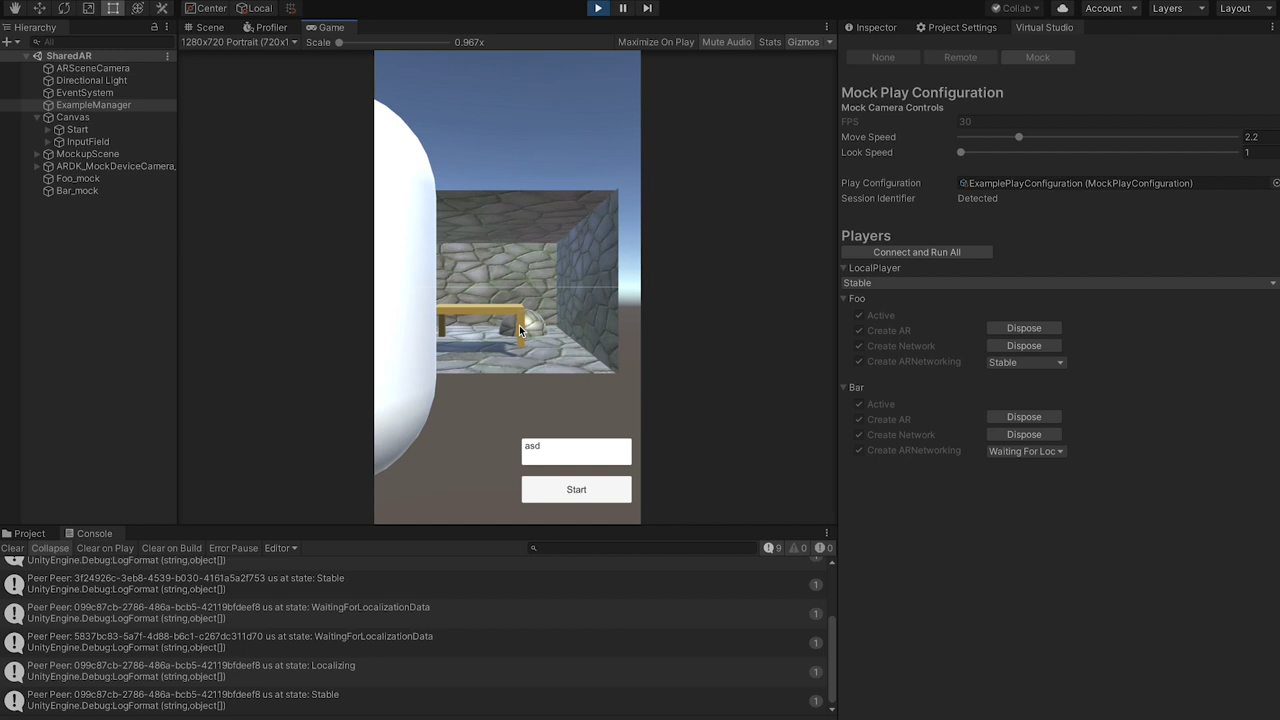 Center
Local
Collab
Account
Layers
Layout
Hierarchy
Scene
Profiler
Game
Inspector
Project Settings
Virtual Studio
All
1280x720 Portrait (720x1
Scale
0.967x
Maximize On Play
Mute Audio
Stats
Gizmos
SharedAR
ARSceneCamera
Directional Light
EventSystem
ExampleManager
Canvas
Start
InputField
MockupScene
ARDK_MockDeviceCamera_
Foo_mock
Bar_mock
None
Remote
Mock
Mock Play Configuration
Mock Camera Controls
FPS
30
Move Speed
2.2
Look Speed
1
Play Configuration
ExamplePlayConfiguration (MockPlayConfiguration)
Session Identifier
Detected
Players
Connect and Run All
LocalPlayer
Stable
Foo
Active
Create AR
Dispose
Create Network
Dispose
Create ARNetworking
Stable
Bar
Active
Create AR
Dispose
Create Network
Dispose
Create ARNetworking
Waiting For Loc
asd
Start
Project
Console
Clear
Collapse
Clear on Play
Clear on Build
Error Pause
Editor
9
0
0
UnityEngine.Debug:LogFormat (string,object[])
Peer Peer: 3f24926c-3eb8-4539-b030-4161a5a2f753 us at state: Stable
UnityEngine.Debug:LogFormat (string,object[])
1
Peer Peer: 099c87cb-2786-486a-bcb5-42119bfdeef8 us at state: WaitingForLocalizationData
UnityEngine.Debug:LogFormat (string,object[])
1
Peer Peer: 5837bc83-5a7f-4d88-b6c1-c267dc311d70 us at state: WaitingForLocalizationData
UnityEngine.Debug:LogFormat (string,object[])
1
Peer Peer: 099c87cb-2786-486a-bcb5-42119bfdeef8 us at state: Localizing
UnityEngine.Debug:LogFormat (string,object[])
1
Peer Peer: 099c87cb-2786-486a-bcb5-42119bfdeef8 us at state: Stable
UnityEngine.Debug:LogFormat (string,object[])
1